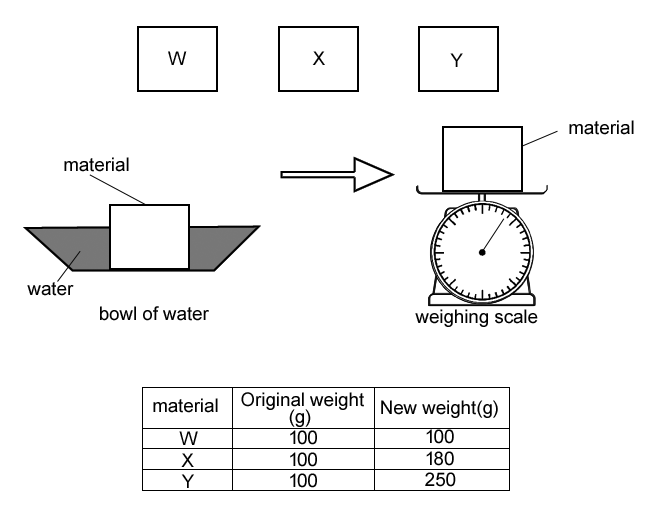 W X Y
material
material
water
bowl of water
weighing scale
material Original weight (g) New weight(g)
W 100 100
X 100 180
Y 100 250